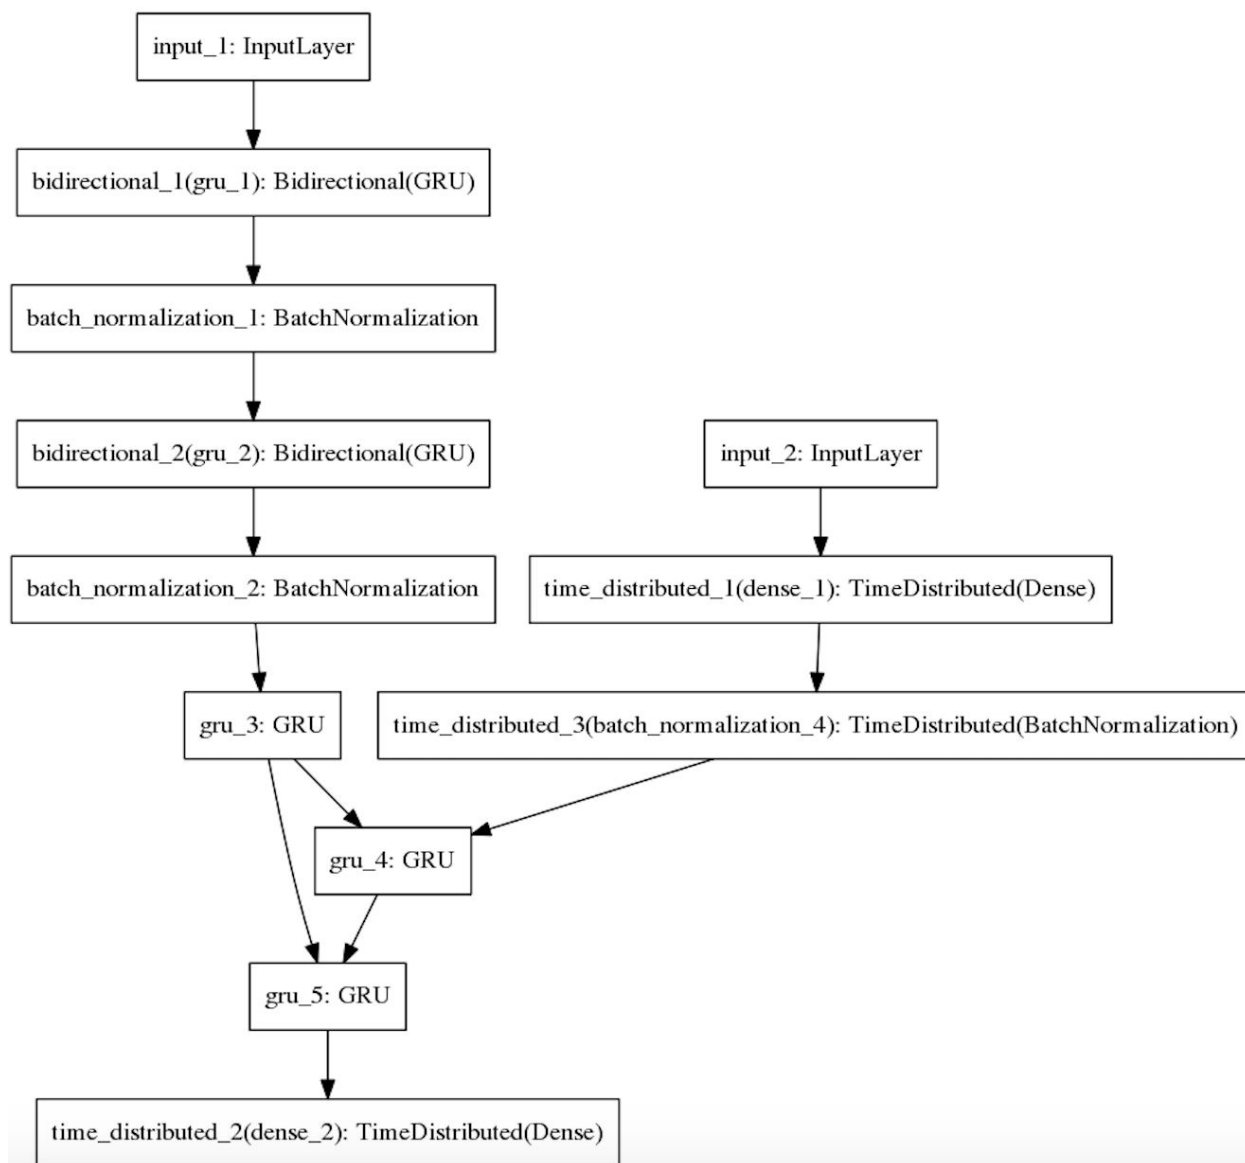 input_1: InputLayer
bidirectional_1(gru_1): Bidirectional(GRU)
batch_normalization_1: BatchNormalization
bidirectional_2(gru_2): Bidirectional(GRU)
input_2: InputLayer
batch_normalization_2: BatchNormalization
time_distributed_1(dense_1): TimeDistributed(Dense)
gru_3: GRU
time_distributed_3(batch_normalization_4): TimeDistributed(BatchNormalization)
gru_4: GRU
gru_5: GRU
time_distributed_2(dense_2): TimeDistributed(Dense)